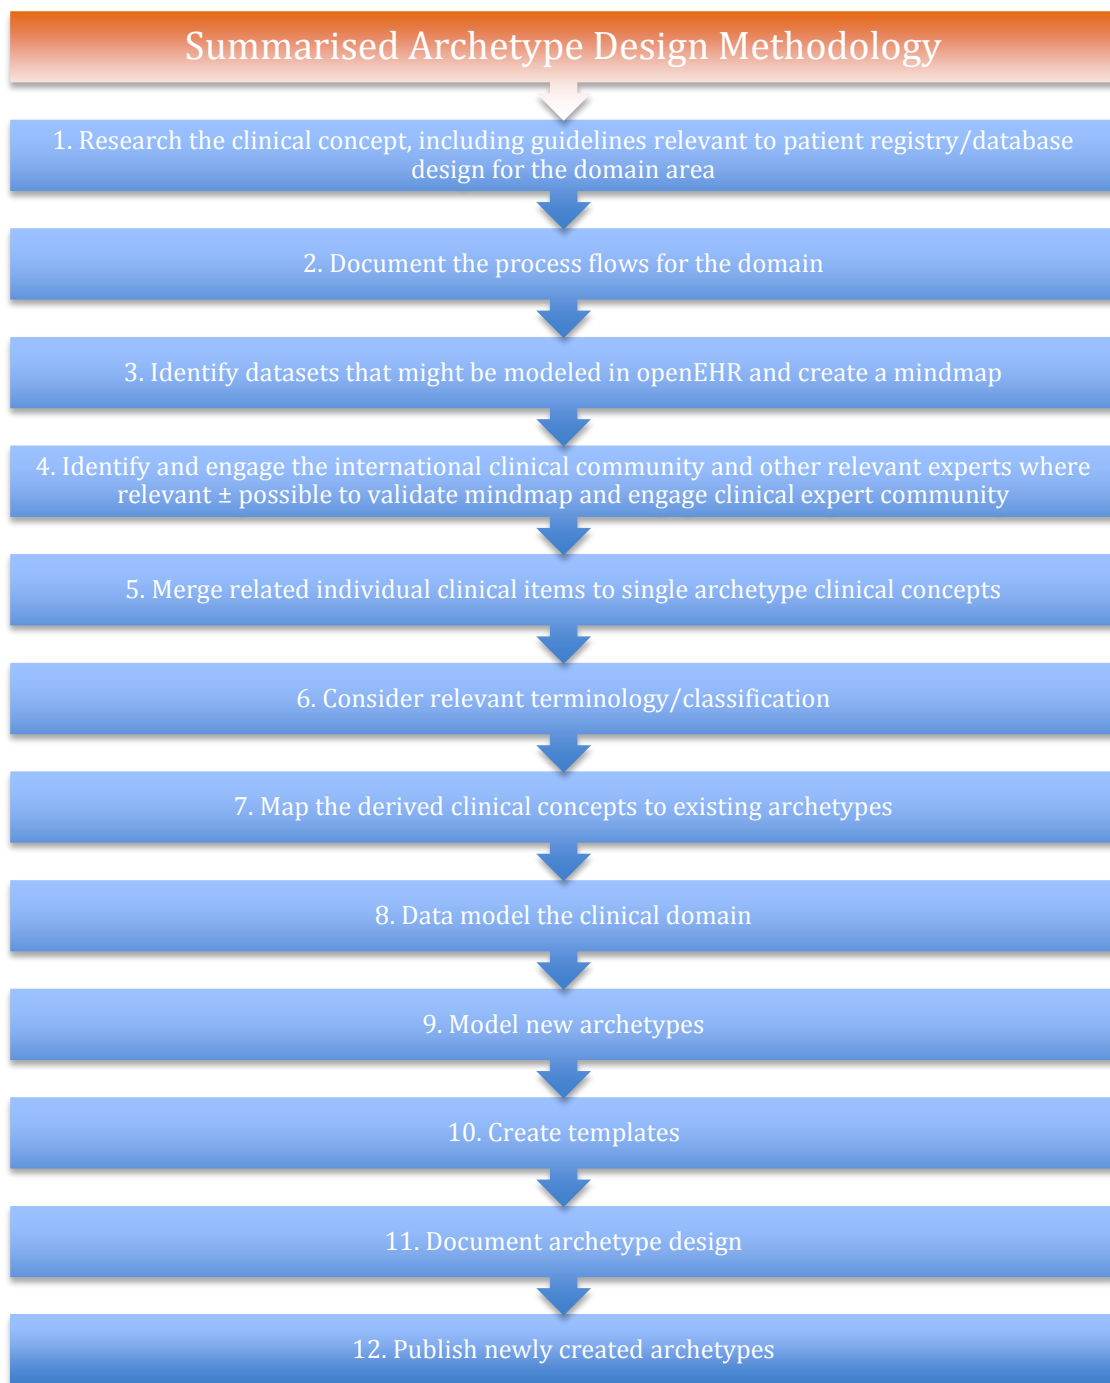 Summarised Archetype Design Methodology
1. Research the clinical concept, including guidelines relevant to patient registry/database
design for the domain area
2. Document the process flows for the domain
3. Identify datasets that might be modeled in openEHR and create a mindmap
4. Identify and engage the international clinical community and other relevant experts where
relevant ± possible to validate mindmap and engage clinical expert community
5. Merge related individual clinical items to single archetype clinical concepts
6. Consider relevant terminology/classification
7. Map the derived clinical concepts to existing archetypes
8. Data model the clinical domain
9. Model new archetypes
10. Create templates
11. Document archetype design
12. Publish newly created archetypes